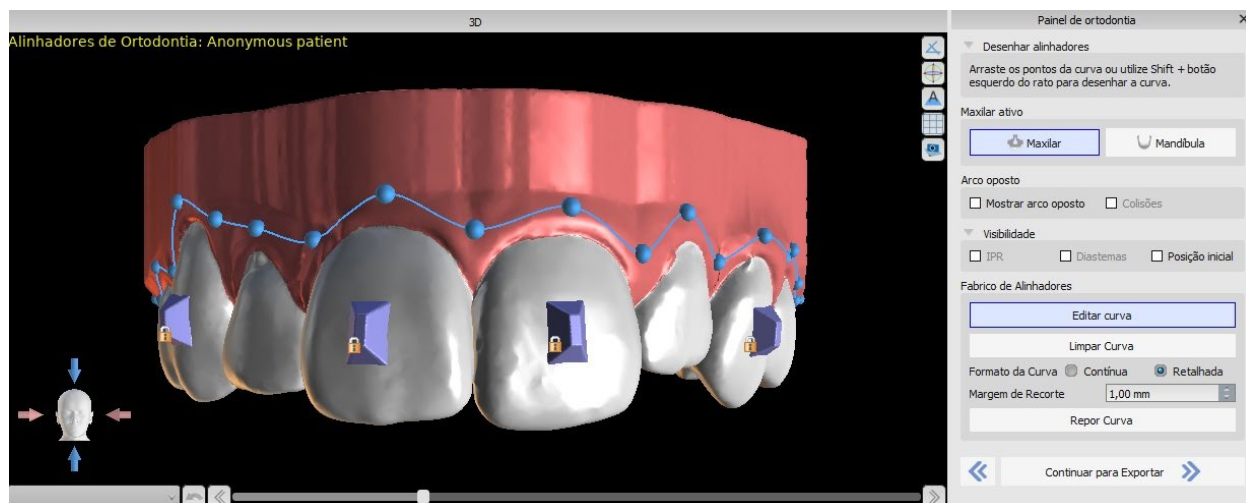 3D
Alinhadores de Ortodontia: Anonymous patient
Painel de ortodontia
Desenhar alinhadores
Arraste os pontos da curva ou utilize Shift + botão
esquerdo do rato para desenhar a curva.
Maxilar ativo
Maxilar
Mandíbula
Arco oposto
Mostrar arco oposto
Colisões
Visibilidade
IPR
Diastemas
Posição inicial
Fabrico de Alinhadores
Editar curva
Limpar Curva
Formato da Curva
Contínua
Retalhada
Margem de Recorte
1,00 mm
Repor Curva
Continuar para Exportar